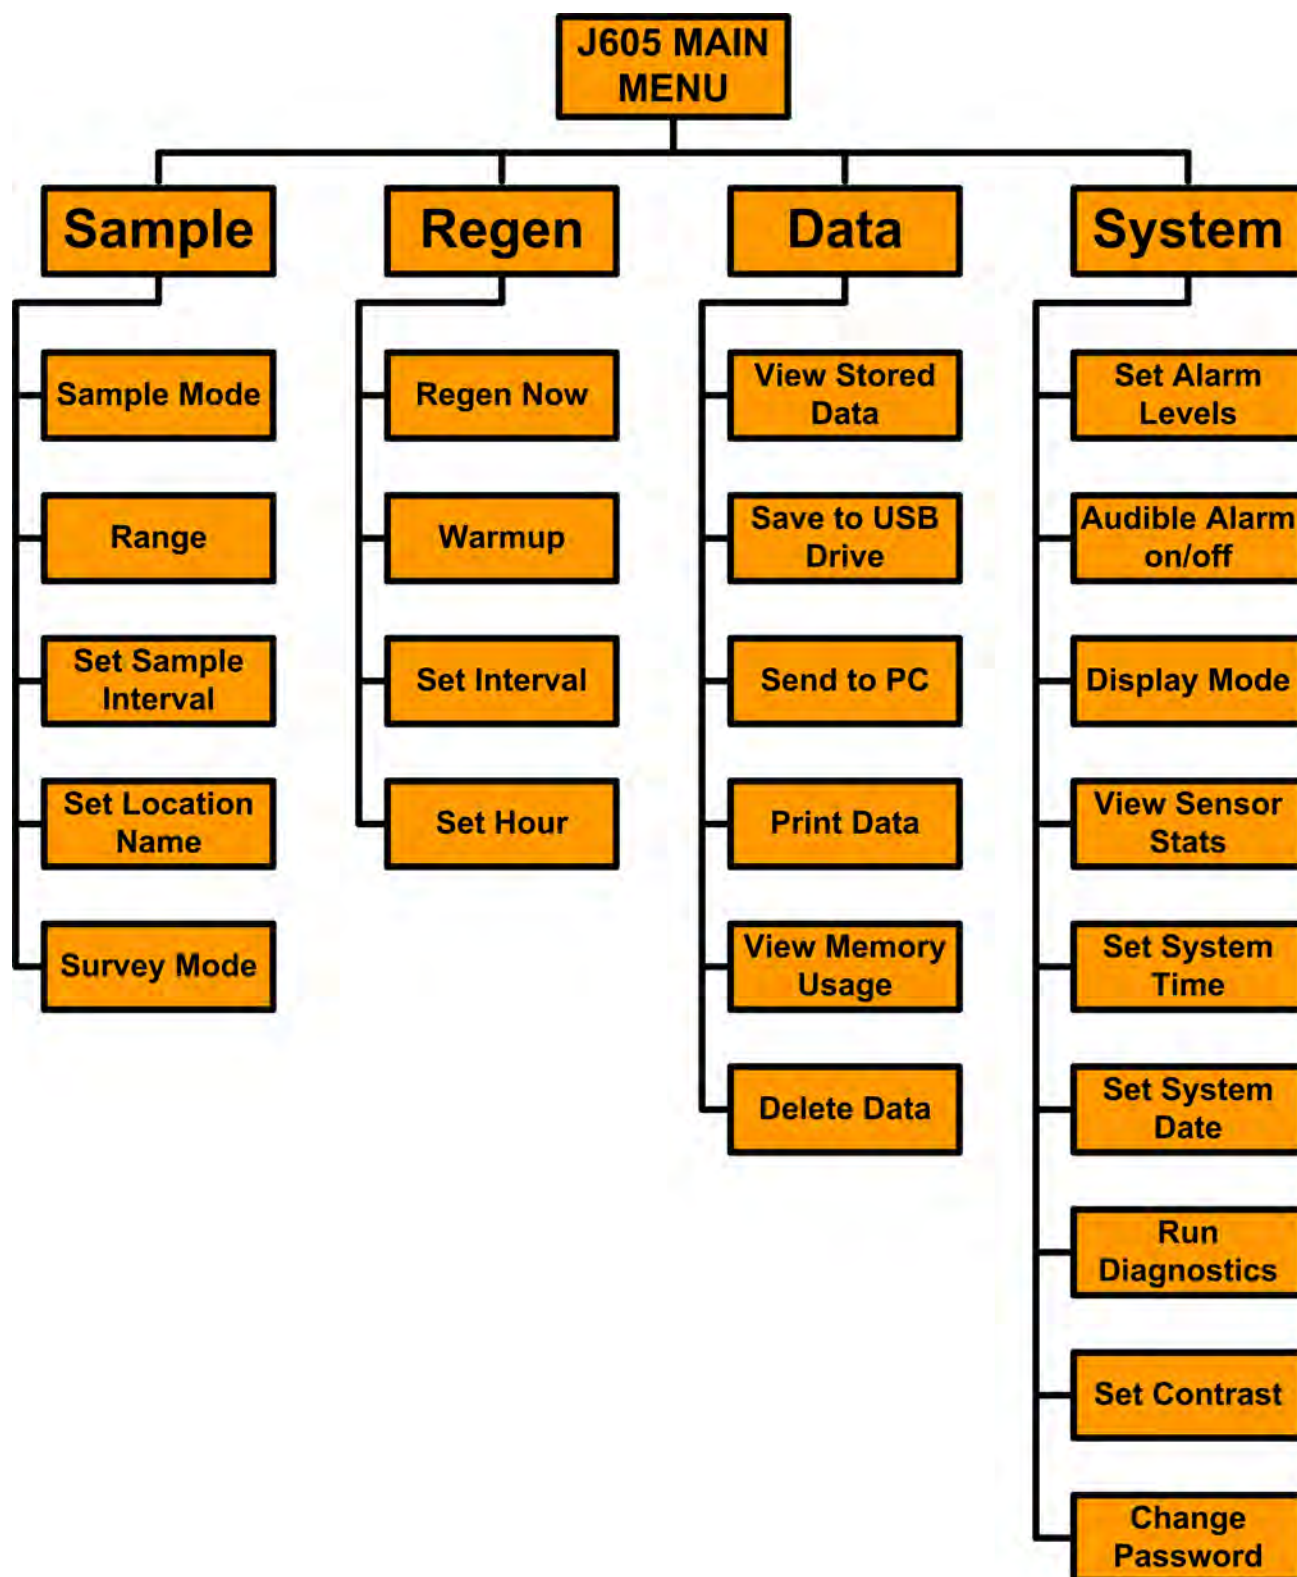 J605 MAIN
MENU
Sample
Regen
Data
System
Sample Mode
Range
Set Sample
Interval
Set Location
Name
Survey Mode
Regen Now
Warmup
Set Interval
Set Hour
View Stored
Data
Save to USB
Drive
Send to PC
Print Data
View Memory
Usage
Delete Data
Set Alarm
Levels
Audible Alarm
on/off
Display Mode
View Sensor
Stats
Set System
Time
Set System
Date
Run
Diagnostics
Set Contrast
Change
Password